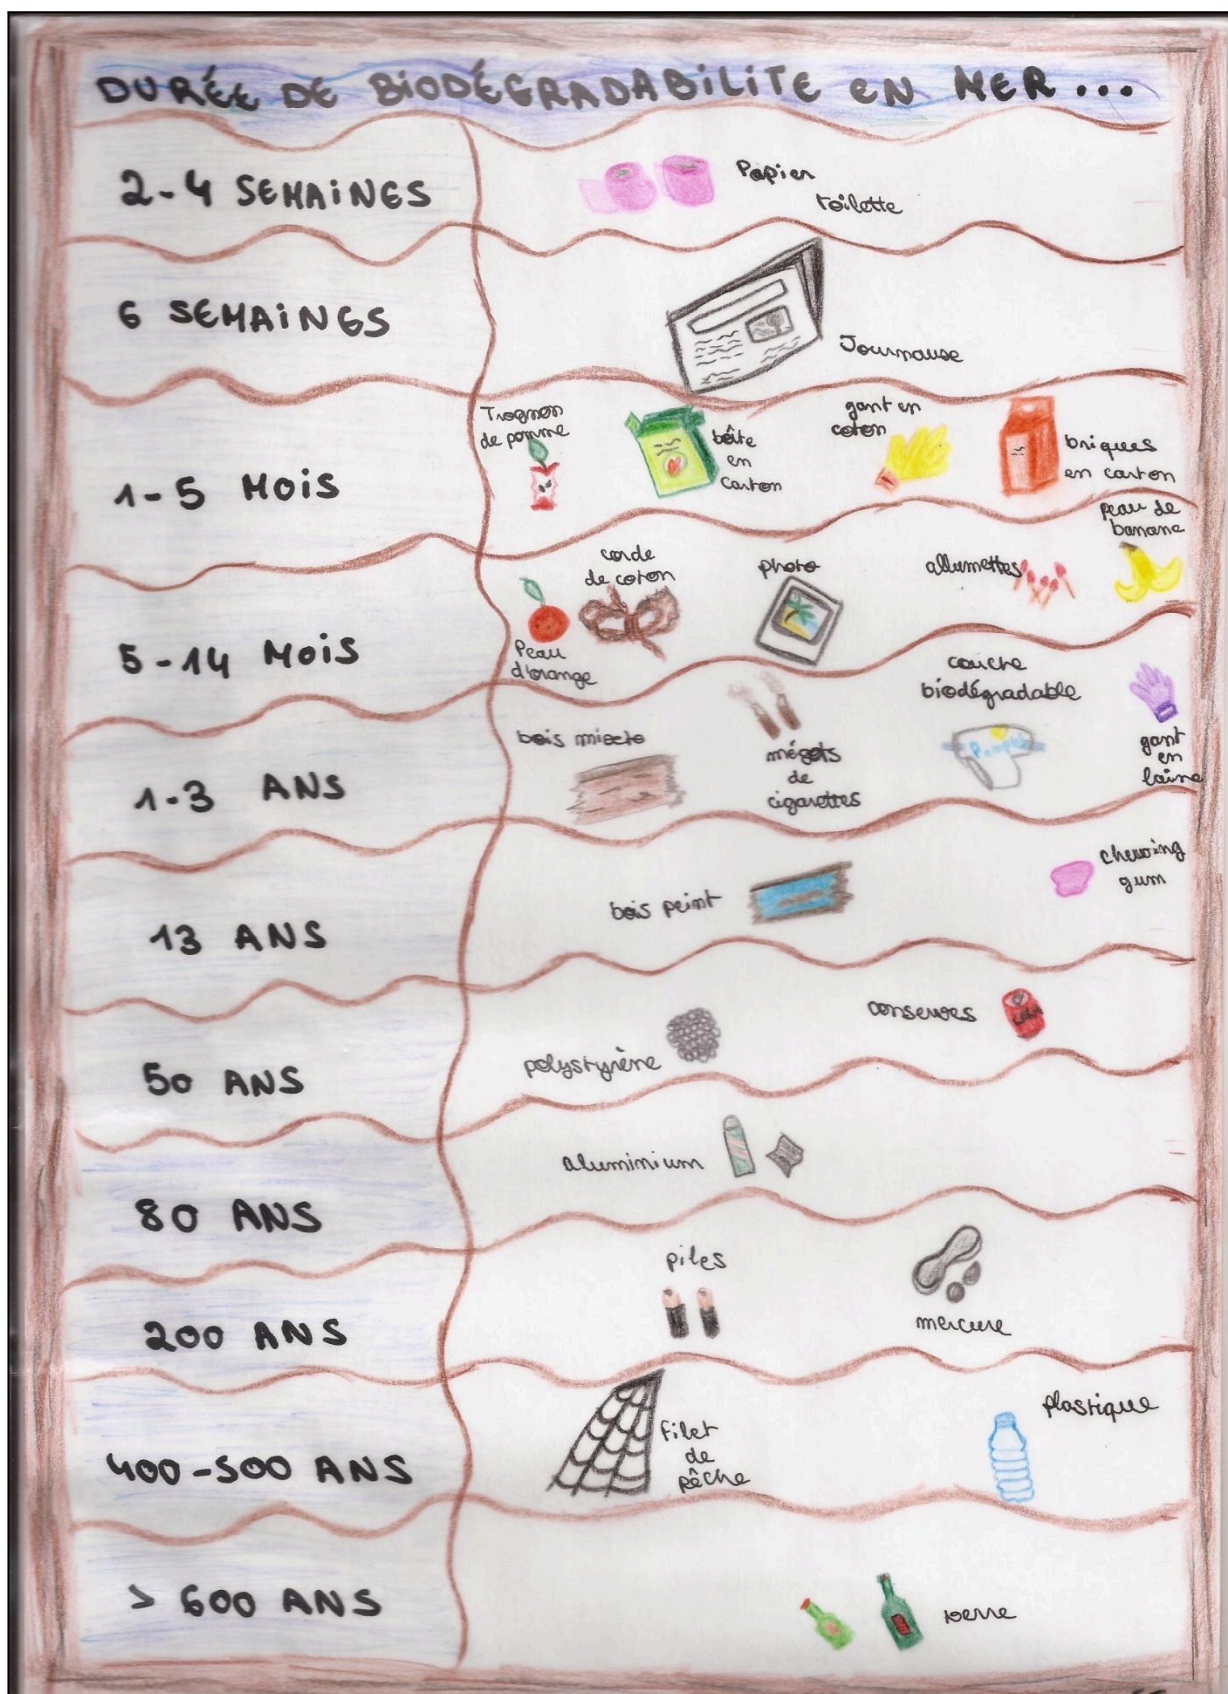 DURÉE DE BIODÉGRADABILITE EN MER...
2-4 SEMAINES
Papier
toilette
6 SEMAINES
Journaux
1-5 MOIS
Trognon
de pomme
boîte
en
carton
gant en
coton
briques
en carton
5-14 MOIS
Peau
d'orange
corde
de coton
photo
allumettes
peau de
banane
1-3 ANS
bois mixte
mégots
de
cigarettes
couche
biodégradable
gant
en
laine
13 ANS
bois peint
chewing
gum
50 ANS
polystyrène
conserves
80 ANS
aluminium
200 ANS
piles
mercure
400-500 ANS
filet
de
pêche
plastique
> 600 ANS
verre